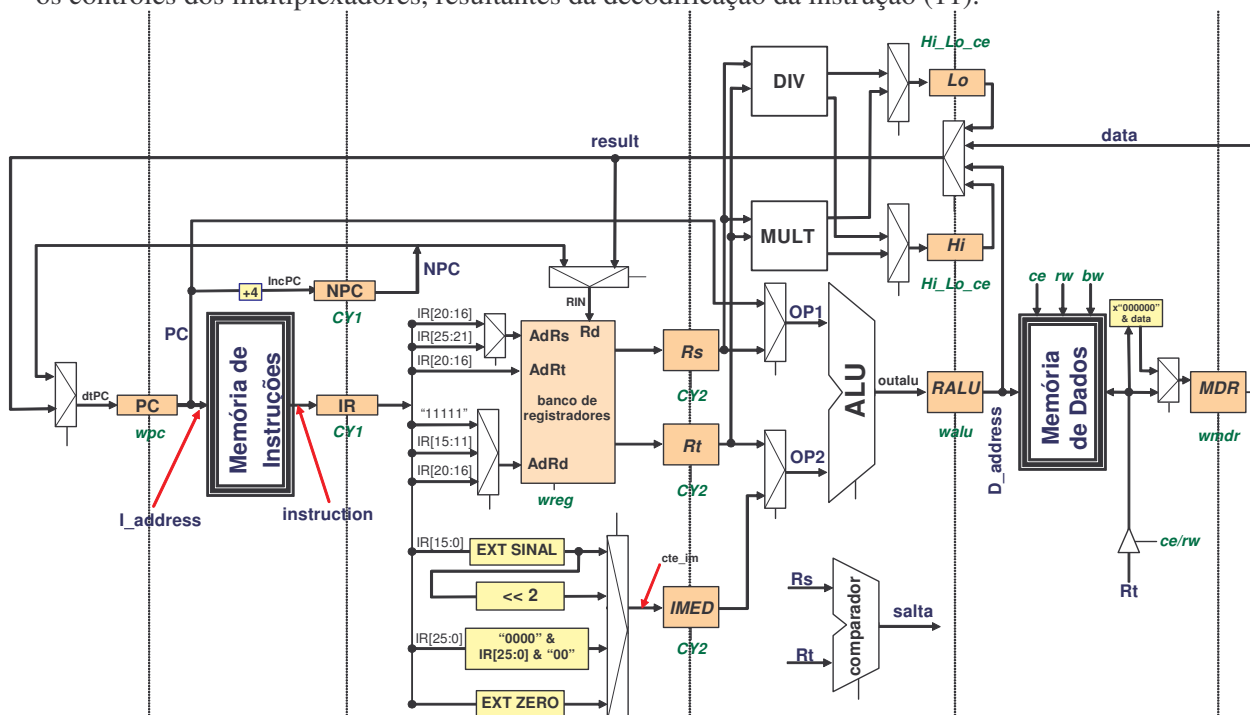 os controles dos multiplexadores, resultantes da decodificação da instrução (11).
Hi_Lo_ce
DIV
Lo
result
data
MULT
Hi
Hi_Lo_ce
NPC
IncPC
+4
NPC
CY1
PC
RIN
ce rw bw
x"000000"
& data
IR[20:16]
IR[25:21]
IR[20:16]
AdRs
Rd
AdRt
banco de
registradores
"11111"
IR[15:11]
IR[20:16]
AdRd
wreg
Rs
CY2
Rt
CY2
OP1
OP2
ALU
outalu
RALU
walu
D_address
Memória
de Dados
MDR
wmdr
dtPC
PC
wpc
Memória de
Instruções
IR
CY1
I_address
instruction
IR[15:0]
EXT SINAL
<< 2
IR[25:0]
"0000" &
IR[25:0] & "00"
EXT ZERO
cte_im
IMED
CY2
Rs
Rt
comparador
salta
ce/rw
Rt